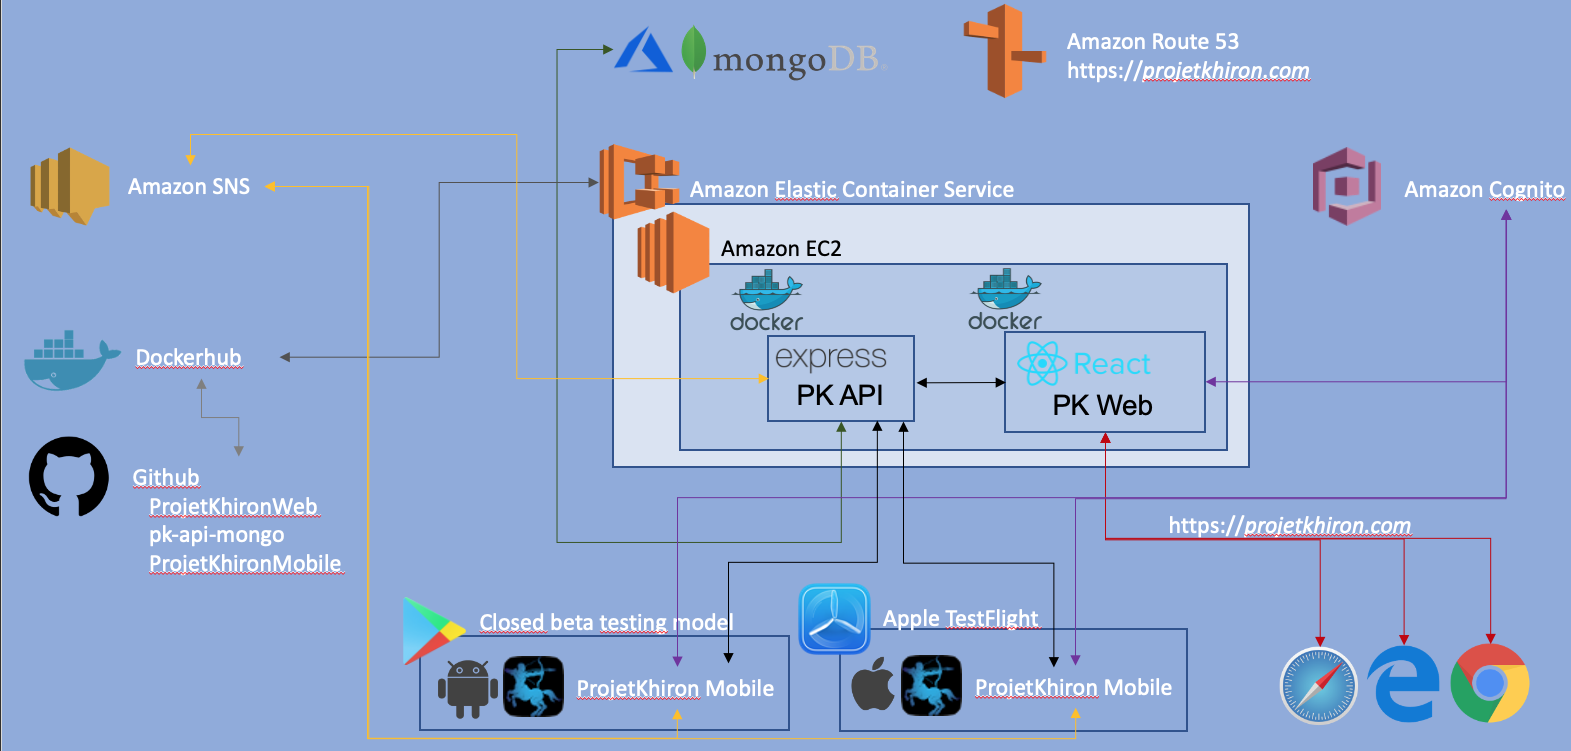 mongoDB
Amazon Route 53
https://projetkhiron.com
Amazon SNS
Amazon Elastic Container Service
Amazon Cognito
Amazon EC2
docker
docker
express
PK API
React
PK Web
Dockerhub
Github
ProjetKhironWeb
pk-api-mongo
ProjetKhironMobile
https://projetkhiron.com
Closed beta testing model
ProjetKhiron Mobile
Apple TestFlight
ProjetKhiron Mobile